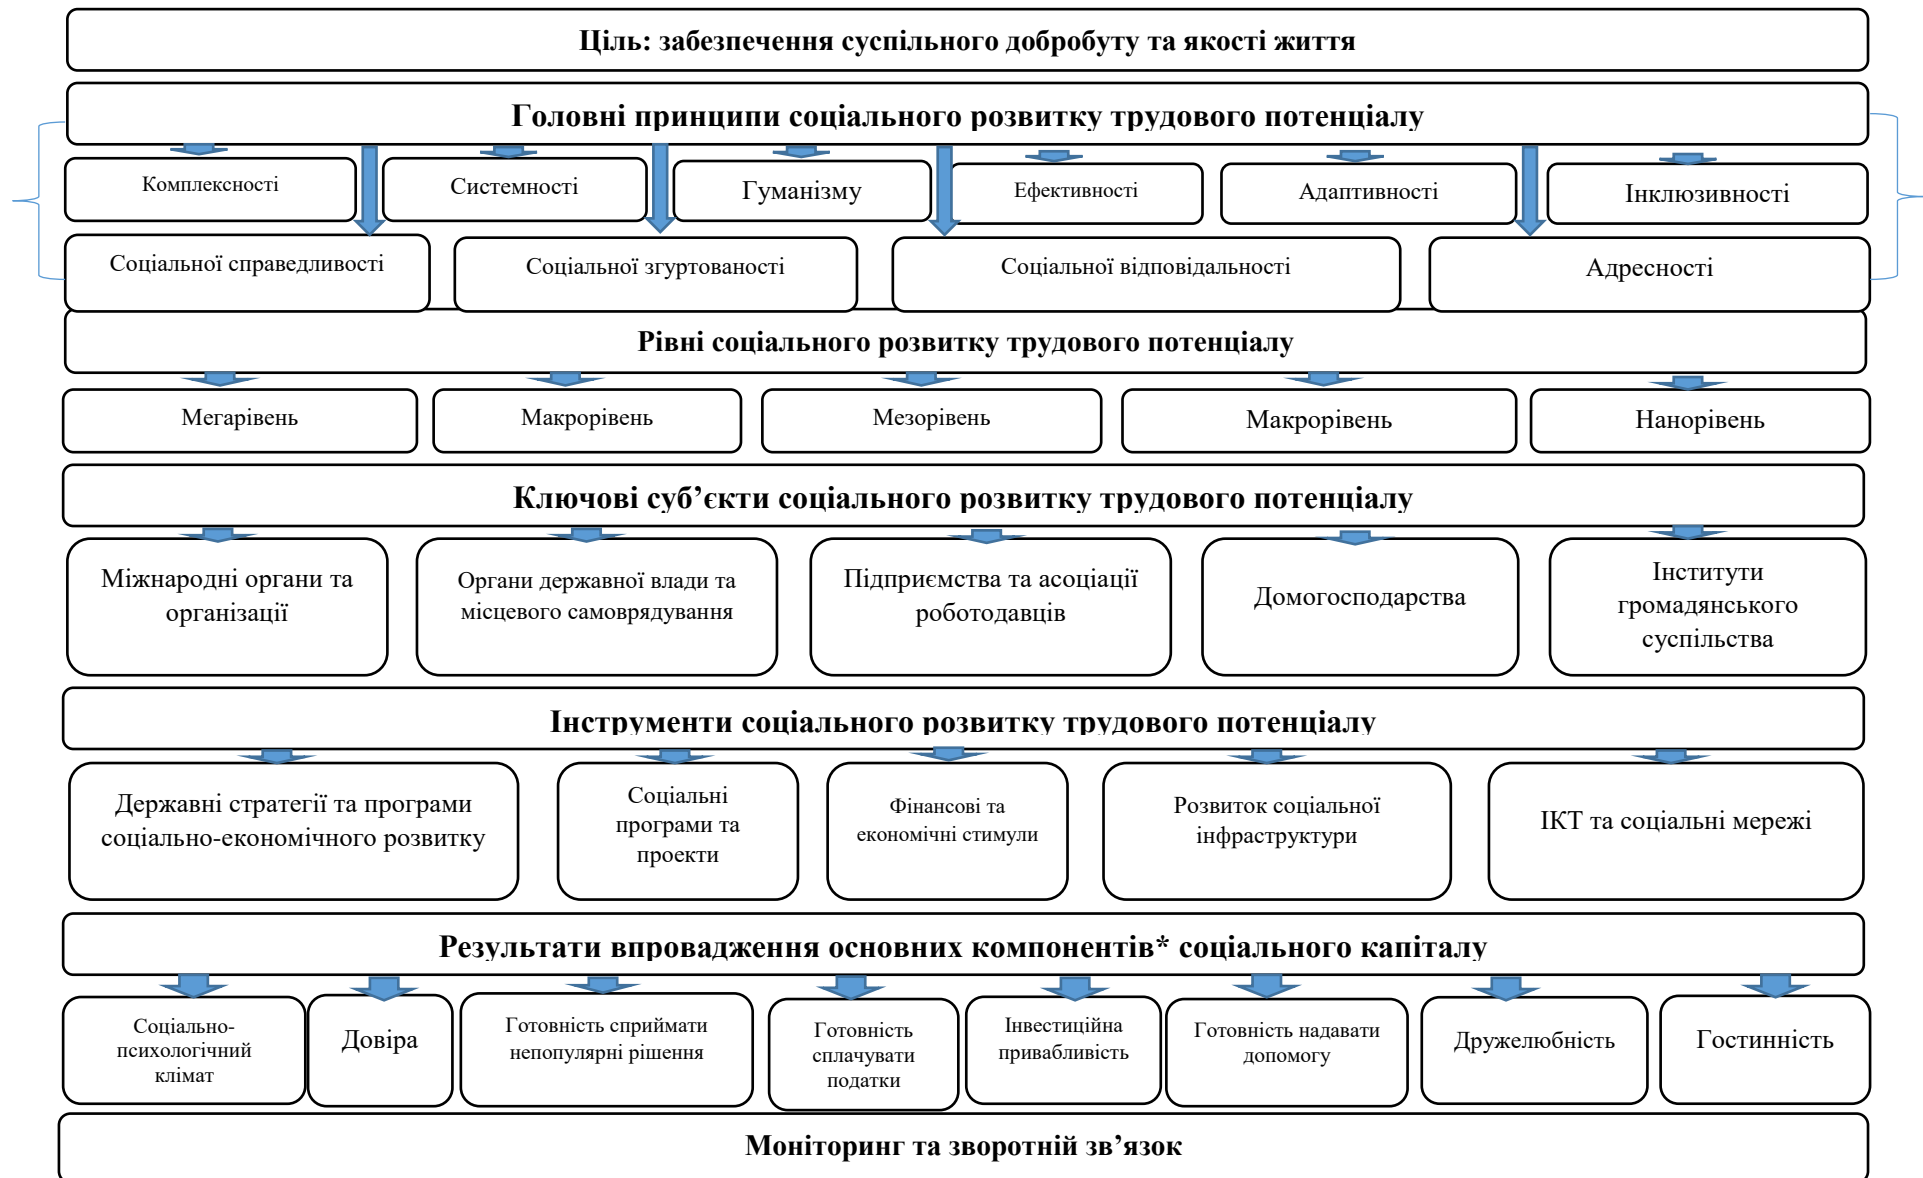 Ціль: забезпечення суспільного добробуту та якості життя
Головні принципи соціального розвитку трудового потенціалу
Комплексності
Системності
Гуманізму
Ефективності
Адаптивності
Інклюзивності
Соціальної справедливості
Соціальної згуртованості
Соціальної відповідальності
Адресності
Рівні соціального розвитку трудового потенціалу
Мегарівень
Макрорівень
Мезорівень
Макрорівень
Нанорівень
Ключові суб’єкти соціального розвитку трудового потенціалу
Міжнародні органи та
організації
Органи державної влади та
місцевого самоврядування
Підприємства та асоціації
роботодавців
Домогосподарства
Інститути
громадянського
суспільства
Інструменти соціального розвитку трудового потенціалу
Державні стратегії та програми
соціально-економічного розвитку
Соціальні
програми та
проекти
Фінансові та
економічні стимули
Розвиток соціальної
інфраструктури
ІКТ та соціальні мережі
Результати впровадження основних компонентів* соціального капіталу
Соціально-
психологічний
клімат
Довіра
Готовність сприймати
непопулярні рішення
Готовність
сплачувати
податки
Інвестиційна
привабливість
Готовність надавати
допомогу
Дружелюбність
Гостинність
Моніторинг та зворотній зв’язок